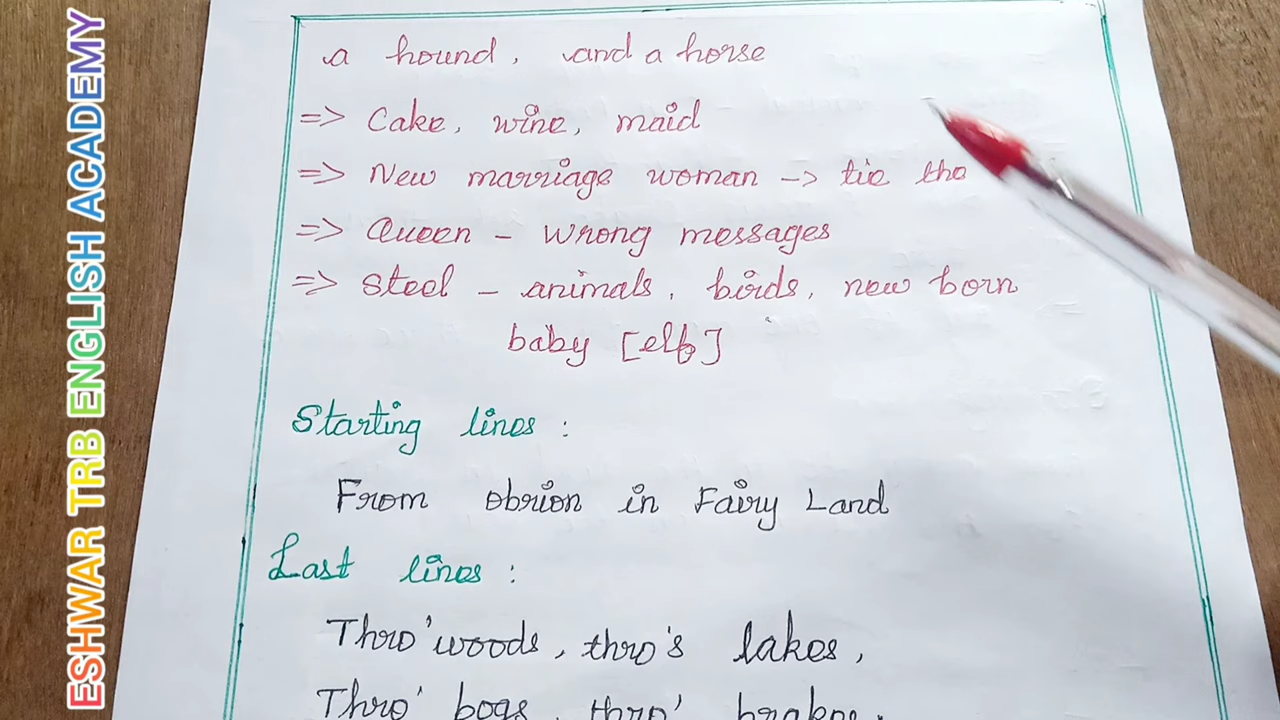 ESHWAR TRB ENGLISH ACADEMY
a hound, and a horse
=> Cake, wine, maid
=> New marriage woman -> tie the
=> Queen - Wrong messages
=> Steel - animals, birds, new born
baby [elf]
Starting lines :
From obrion in Fairy Land
Last lines :
Thro' woods, thro's lakes,
Thro' bogs, thro' brakes,